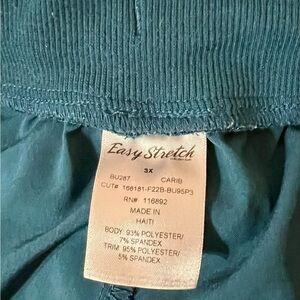 Easy Stretch
3X
BU287 CARIB
CUT# 166181-F22B-BU95P3
RN# 116892
MADE IN
HAITI
BODY: 93% POLYESTER/
7% SPANDEX
TRIM: 95% POLYESTER/
5% SPANDEX